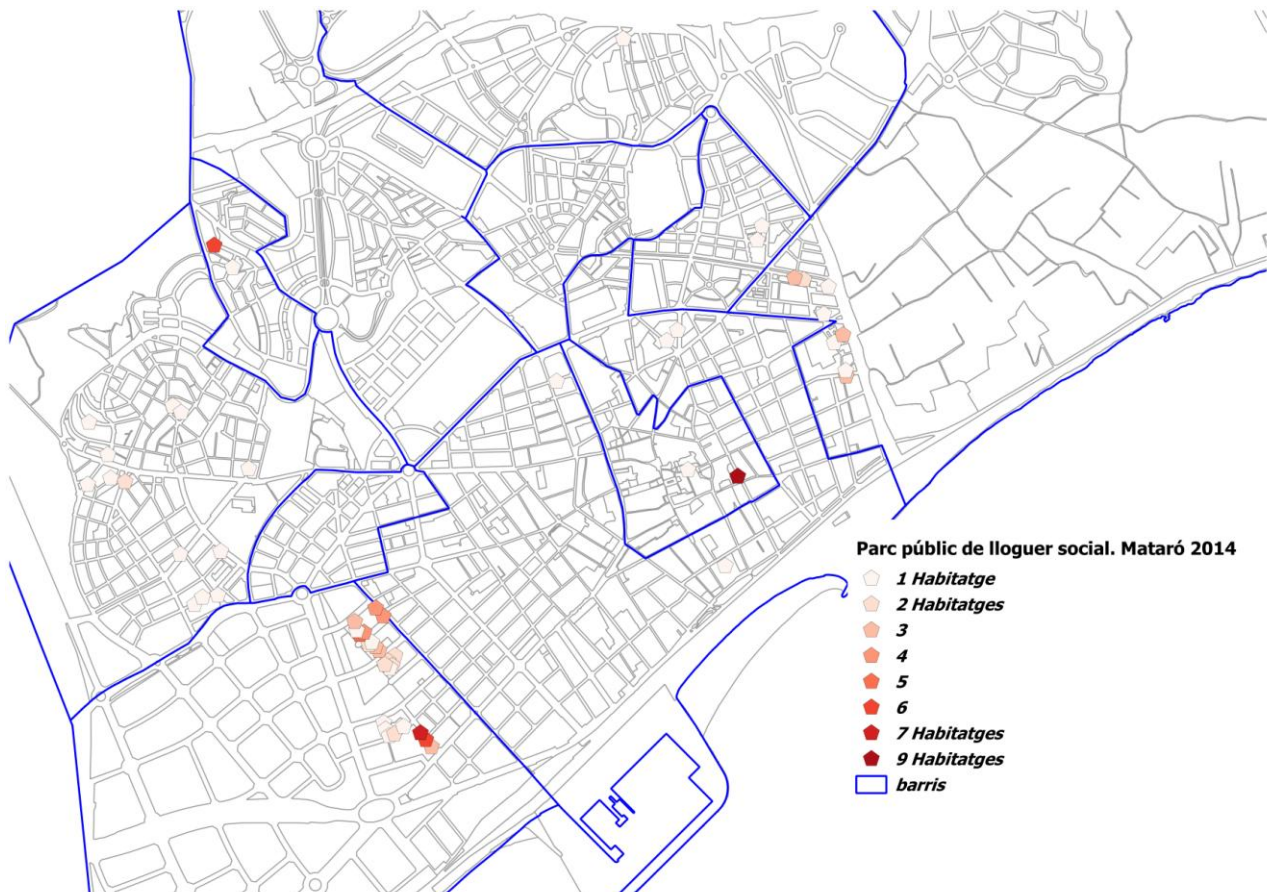 Parc públic de lloguer social. Mataró 2014
1 Habitatge
2 Habitatges
3
4
5
6
7 Habitatges
9 Habitatges
barris